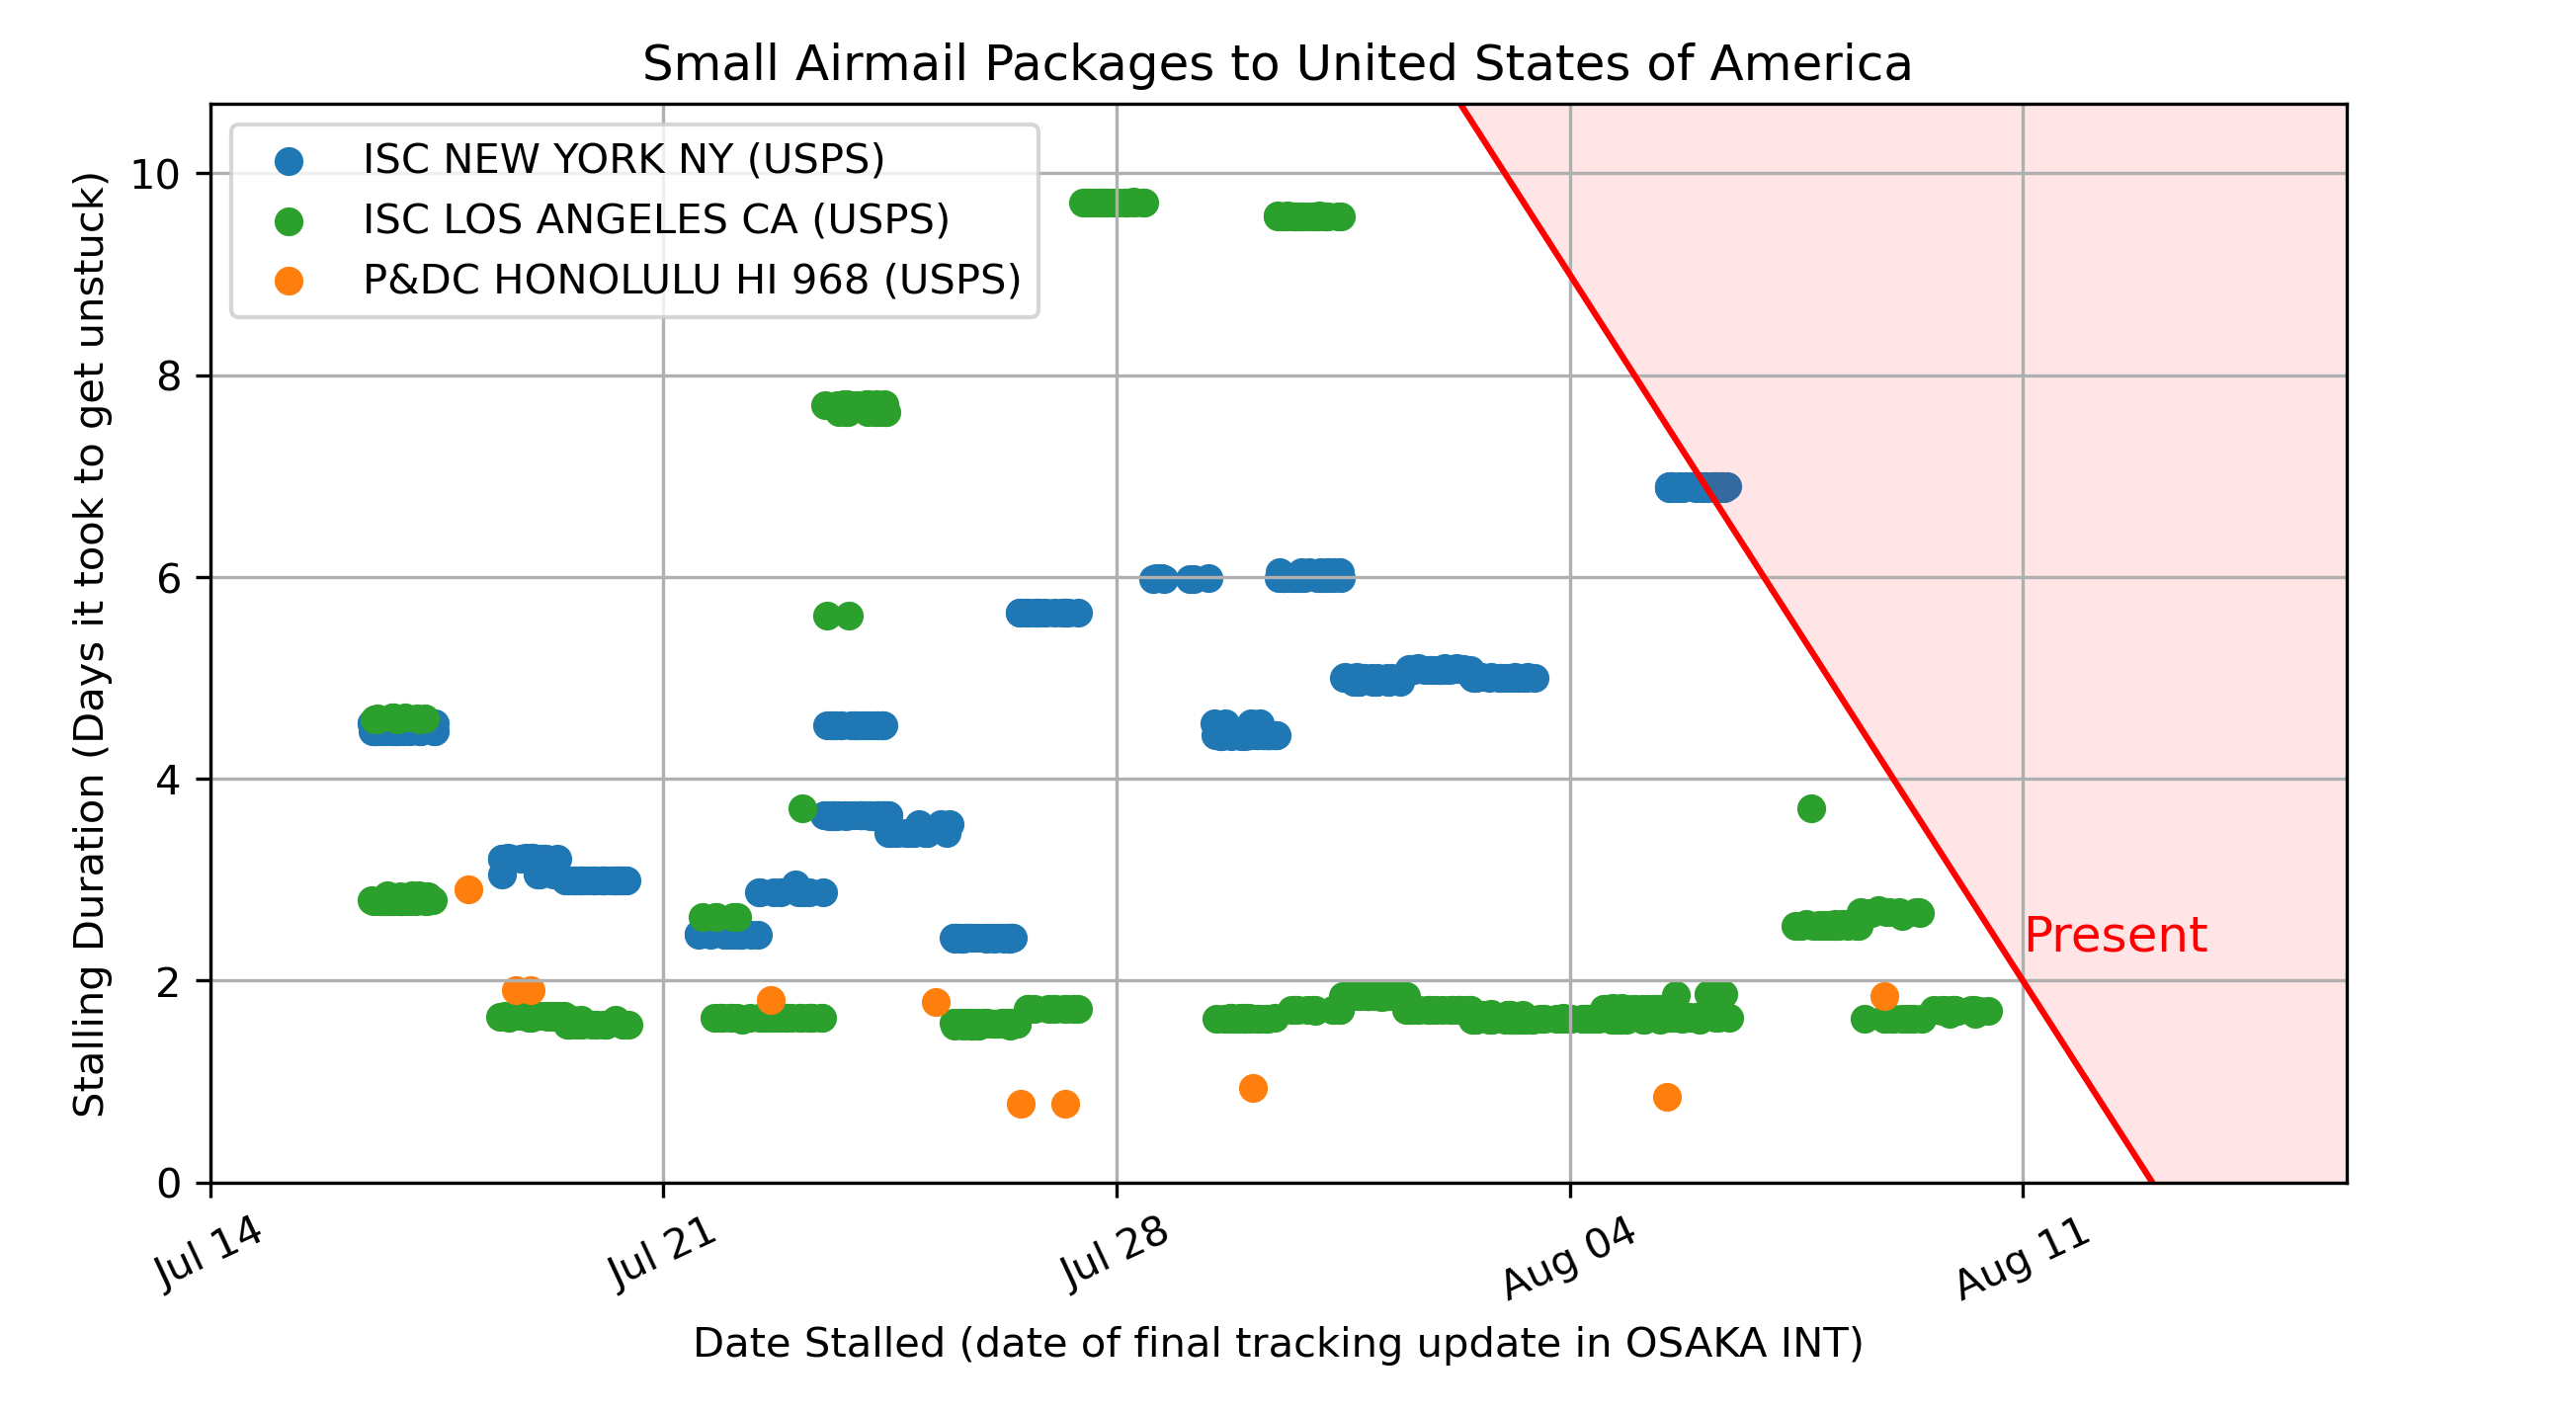 Small Airmail Packages to United States of America
ISC NEW YORK NY (USPS)
ISC LOS ANGELES CA (USPS)
P&DC HONOLULU HI 968 (USPS)
Stalling Duration (Days it took to get unstuck)
10
8
6
4
2
0
Present
Jul 14
Jul 21
Jul 28
Aug 04
Aug 11
Date Stalled (date of final tracking update in OSAKA INT)